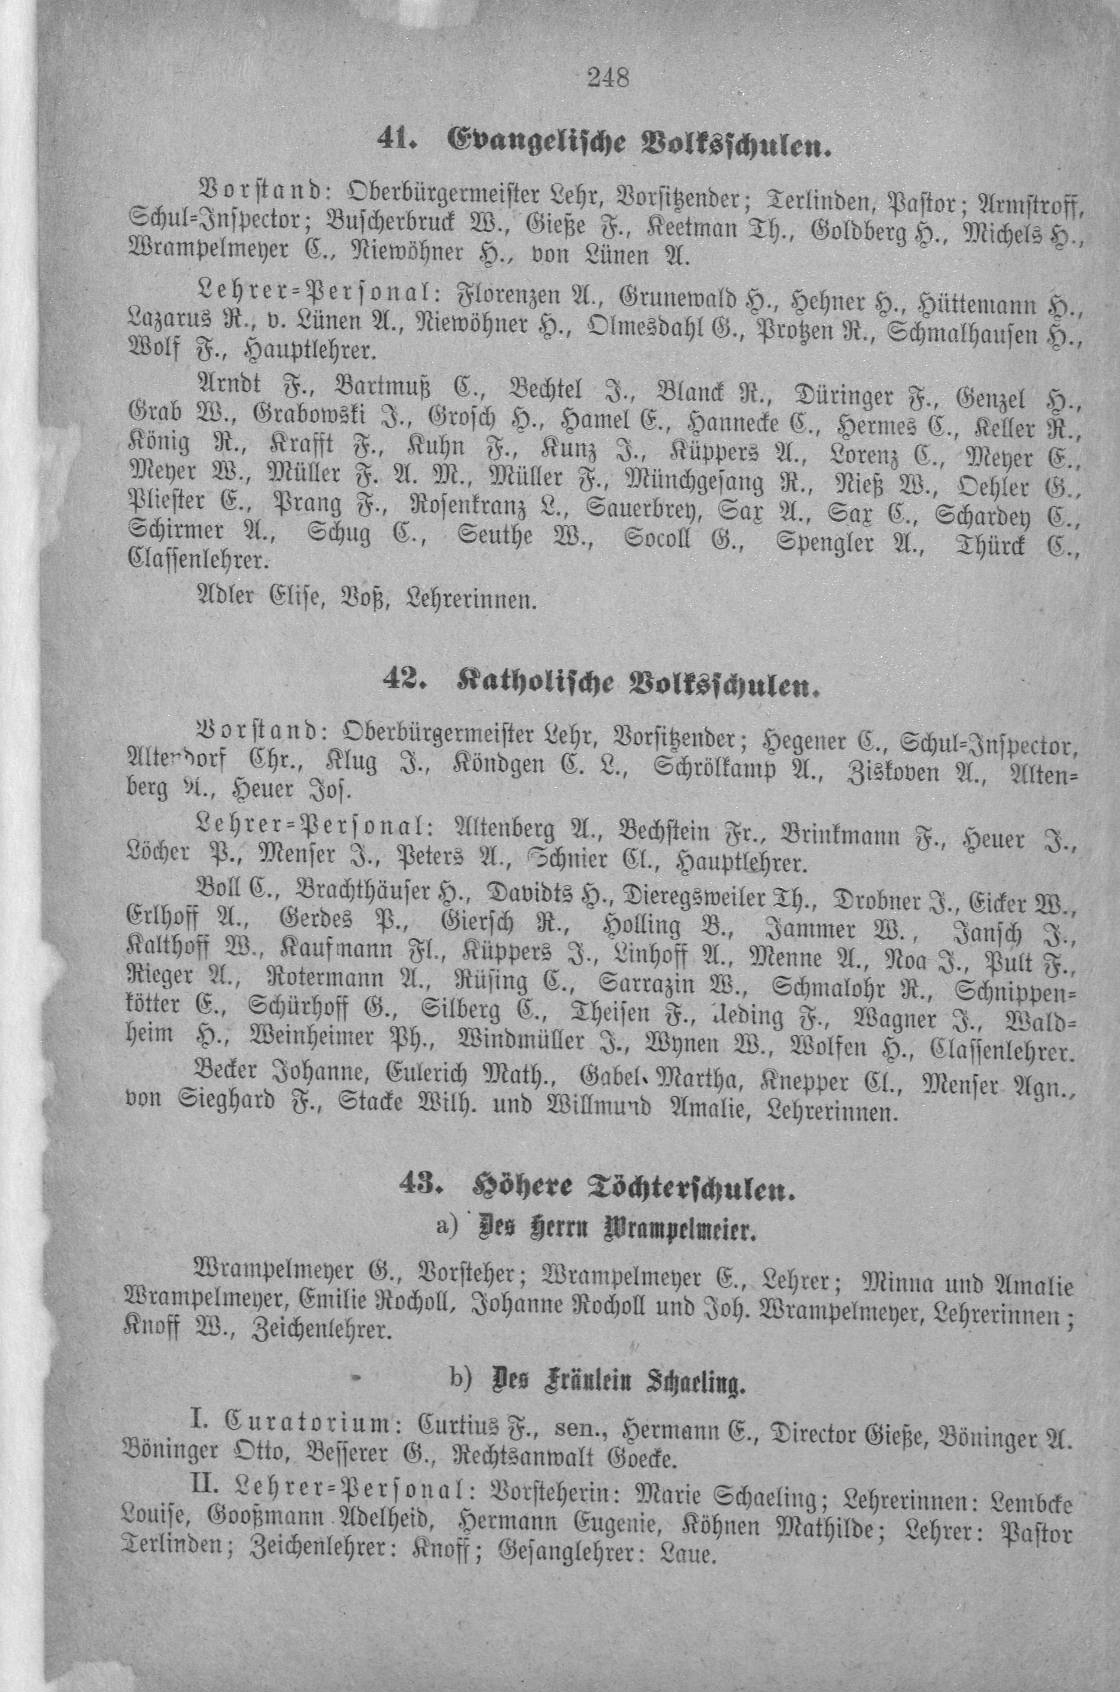 248
41. Evangelische Volksschulen.
Vorstand: Oberbürgermeister Lehr, Vorsitzender; Terlinden, Pastor; Armstroff,
Schul-Inspector; Buscherbruck W., Gieße F., Keetman Th., Goldberg H., Michels H.,
Wrampelmeyer C., Niewöhner H., von Lünen A.
Lehrer-Personal: Florenzen A., Grunewald H., Hehner H., Hüttemann H.,
Lazarus R., v. Lünen A., Niewöhner H., Olmesdahl G., Protzen R., Schmalhausen H.,
Wolf F., Hauptlehrer.
Arndt F., Bartmuß C., Bechtel J., Blanck R., Düringer F., Genzel H.,
Grab W., Grabowski J., Grosch H., Hamel E., Hannecke C., Hermes C., Keller R.,
König R., Krafft F., Kuhn F., Kunz J., Küppers A., Lorenz C., Meyer E.,
Meyer W., Müller F. A. M., Müller F., Münchgesang R., Nieß W., Oehler G.,
Pliester E., Prang F., Rosenkranz L., Sauerbrey, Sax A., Sax C., Schardey C.,
Schirmer A., Schug C., Seuthe W., Socoll G., Spengler A., Thürck C.,
Classenlehrer.
Adler Elise, Voß, Lehrerinnen.
42. Katholische Volksschulen.
Vorstand: Oberbürgermeister Lehr, Vorsitzender; Hegener C., Schul-Inspector,
Altendorf Chr., Klug J., Köndgen C. L., Schrölkamp A., Ziskoven A., Alten-
berg A., Heuer Jos.
Lehrer-Personal: Altenberg A., Bechstein Fr., Brinkmann F., Heuer J.,
Löcher P., Menser J., Peters A., Schnier Cl., Hauptlehrer.
Boll C., Brachthäuser H., Davidts H., Dieregsweiler Th., Drobner J., Eicker W.,
Erlhoff A., Gerdes P., Giersch R., Holling B., Jammer W., Jansch J.,
Kalthoff W., Kaufmann Fl., Küppers J., Linhoff A., Menne A., Noa J., Pult F.,
Rieger A., Rotermann A., Rüsing C., Sarrazin W., Schmalohr R., Schnippen-
kötter E., Schürhoff G., Silberg C., Theisen F., Ueding F., Wagner J., Wald-
heim H., Weinheimer Ph., Windmüller J., Wynen W., Wolfen H., Classenlehrer.
Becker Johanne, Eulerich Math., Gabel Martha, Knepper Cl., Menser Agn.,
von Sieghard F., Stacke Wilh. und Willmund Amalie, Lehrerinnen.
43. Höhere Töchterschulen.
a) Des Herrn Wrampelmeier.
Wrampelmeyer G., Vorsteher; Wrampelmeyer E., Lehrer; Minna und Amalie
Wrampelmeyer, Emilie Rocholl, Johanne Rocholl und Joh. Wrampelmeyer, Lehrerinnen;
Knoff W., Zeichenlehrer.
b) Des Fräulein Schaeling.
I. Curatorium: Curtius F., sen., Hermann E., Director Gieße, Böninger A.
Böninger Otto, Besserer G., Rechtsanwalt Goecke.
II. Lehrer-Personal: Vorsteherin: Marie Schaeling; Lehrerinnen: Lembcke
Louise, Gooßmann Adelheid, Hermann Eugenie, Köhnen Mathilde; Lehrer: Pastor
Terlinden; Zeichenlehrer: Knoff; Gesanglehrer: Laue.